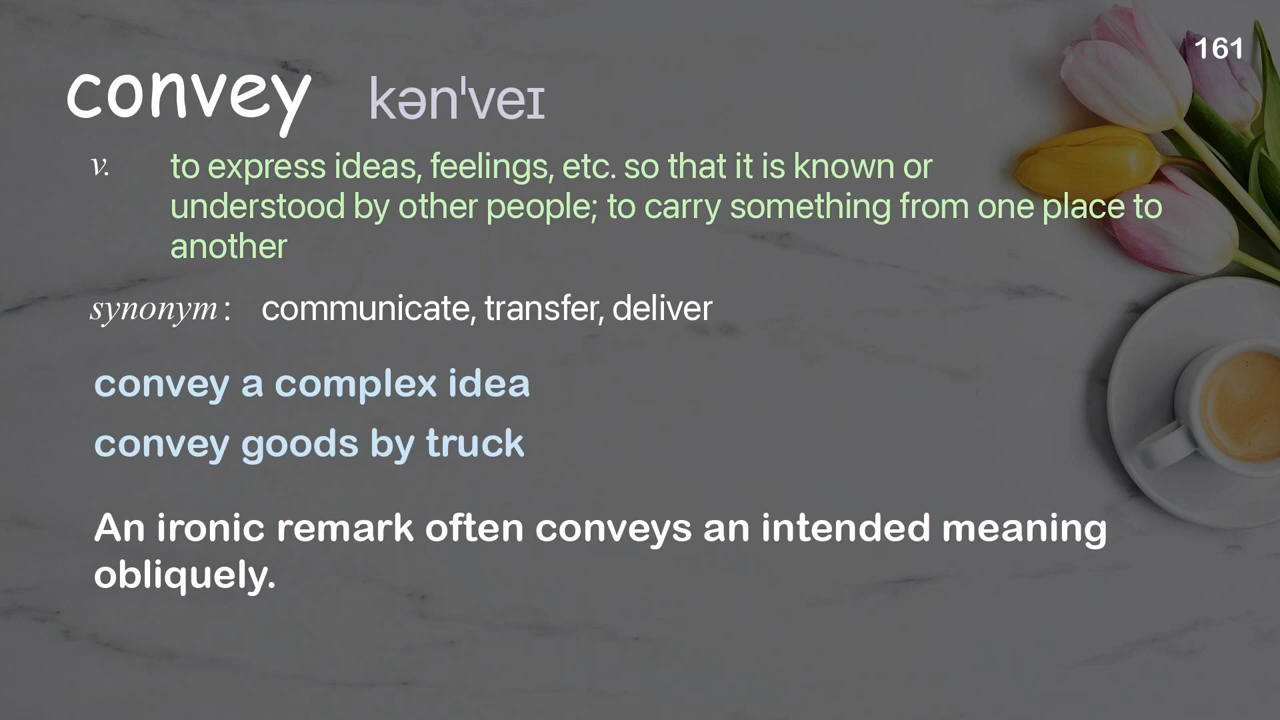 161
convey kən'veɪ
v. to express ideas, feelings, etc. so that it is known or
understood by other people; to carry something from one place to
another
synonym: communicate, transfer, deliver
convey a complex idea
convey goods by truck
An ironic remark often conveys an intended meaning
obliquely.